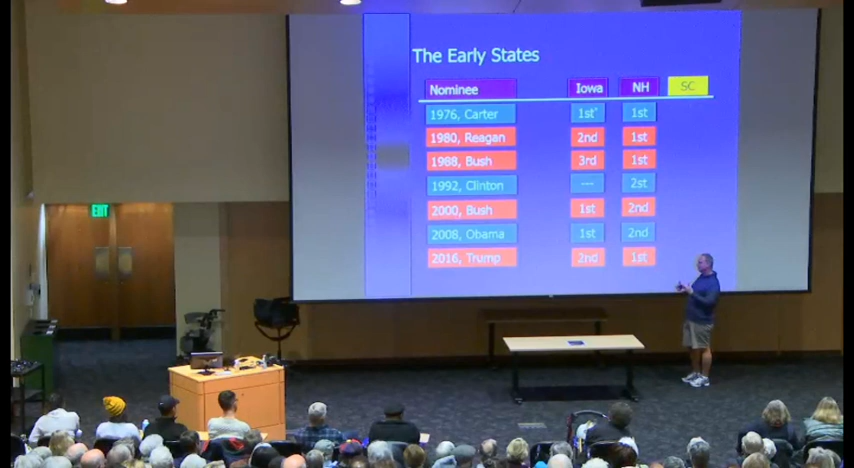 The Early States
Nominee Iowa NH SC
1976, Carter 1st* 1st
1980, Reagan 2nd 1st
1988, Bush 3rd 1st
1992, Clinton --- 2st
2000, Bush 1st 2nd
2008, Obama 1st 2nd
2016, Trump 2nd 1st
EXIT